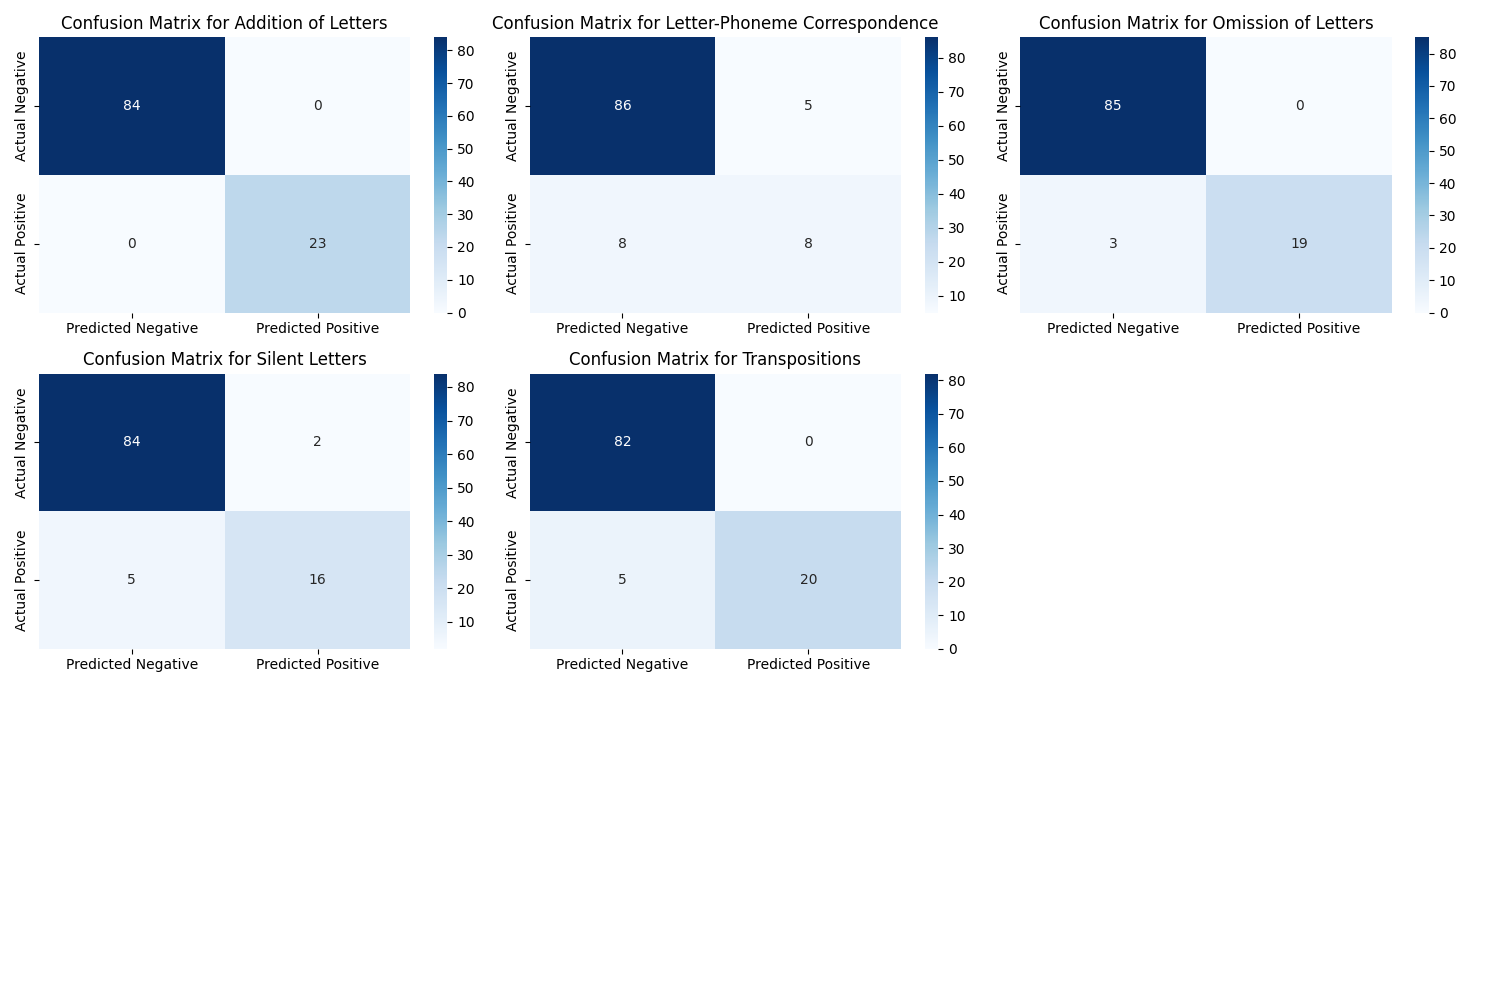 Confusion Matrix for Addition of Letters
Actual Negative
Actual Positive
84 0
0 23
Predicted Negative Predicted Positive
80
70
60
50
40
30
20
10
0
Confusion Matrix for Letter-Phoneme Correspondence
Actual Negative
Actual Positive
86 5
8 8
Predicted Negative Predicted Positive
80
70
60
50
40
30
20
10
Confusion Matrix for Omission of Letters
Actual Negative
Actual Positive
85 0
3 19
Predicted Negative Predicted Positive
80
70
60
50
40
30
20
10
0
Confusion Matrix for Silent Letters
Actual Negative
Actual Positive
84 2
5 16
Predicted Negative Predicted Positive
80
70
60
50
40
30
20
10
Confusion Matrix for Transpositions
Actual Negative
Actual Positive
82 0
5 20
Predicted Negative Predicted Positive
80
70
60
50
40
30
20
10
0